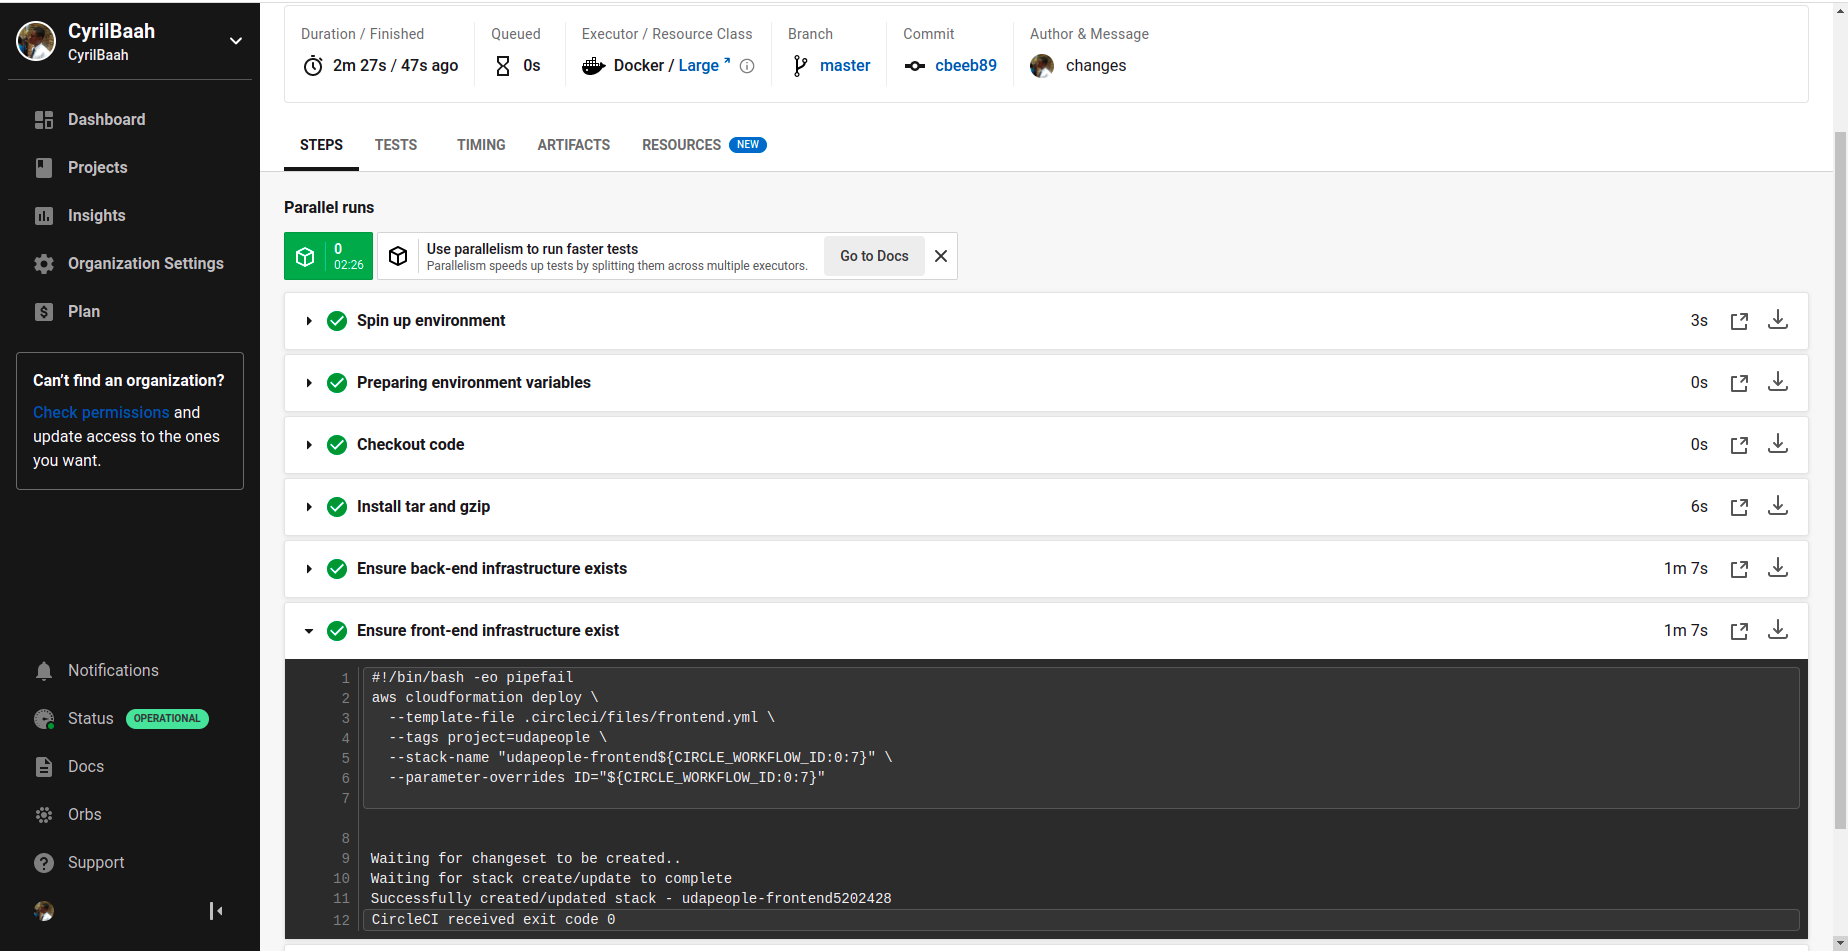 CyrilBaah
CyrilBaah
Dashboard
Projects
Insights
Organization Settings
Plan
Can't find an organization?
Check permissions and
update access to the ones
you want.
Notifications
Status OPERATIONAL
Docs
Orbs
Support
Duration / Finished
2m 27s / 47s ago
Queued
0s
Executor / Resource Class
Docker / Large
Branch
master
Commit
cbeeb89
Author & Message
changes
STEPS TESTS TIMING ARTIFACTS RESOURCES NEW
Parallel runs
0
02:26
Use parallelism to run faster tests
Parallelism speeds up tests by splitting them across multiple executors.
Go to Docs
Spin up environment 3s
Preparing environment variables 0s
Checkout code 0s
Install tar and gzip 6s
Ensure back-end infrastructure exists 1m 7s
Ensure front-end infrastructure exist 1m 7s
1 #!/bin/bash -eo pipefail
2 aws cloudformation deploy \
3 --template-file .circleci/files/frontend.yml \
4 --tags project=udapeople \
5 --stack-name "udapeople-frontend${CIRCLE_WORKFLOW_ID:0:7}" \
6 --parameter-overrides ID="${CIRCLE_WORKFLOW_ID:0:7}"
7
8
9 Waiting for changeset to be created..
10 Waiting for stack create/update to complete
11 Successfully created/updated stack - udapeople-frontend5202428
12 CircleCI received exit code 0